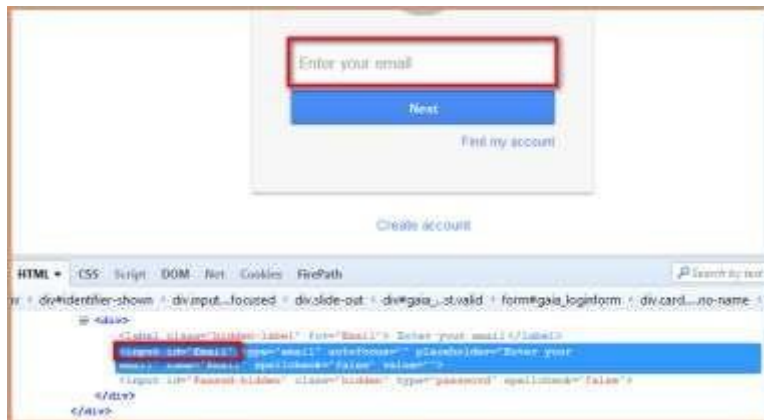 Enter your email
Next
Find my account
Create account
HTML CSS Script DOM Net Cookies FirePath
Search by text
div#identifier-shown div.input...focused div.slide-out div#gaia_...st.valid form#gaia_loginform div.card...no-name
<div>
<label class="hidden-label" for="Email"> Enter your email</label>
<input id="Email" type="email" autofocus="" placeholder="Enter your
email" name="Email" spellcheck="false" value="">
<input id="Passwd-hidden" class="hidden" type="password" spellcheck="false">
</div>
</div>